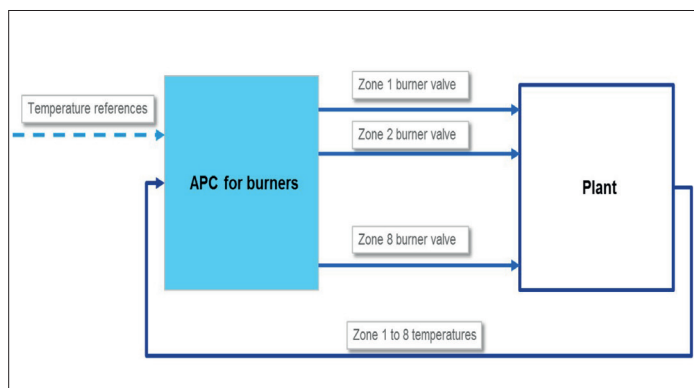 Temperature references
APC for burners
Zone 1 burner valve
Zone 2 burner valve
Zone 8 burner valve
Plant
Zone 1 to 8 temperatures